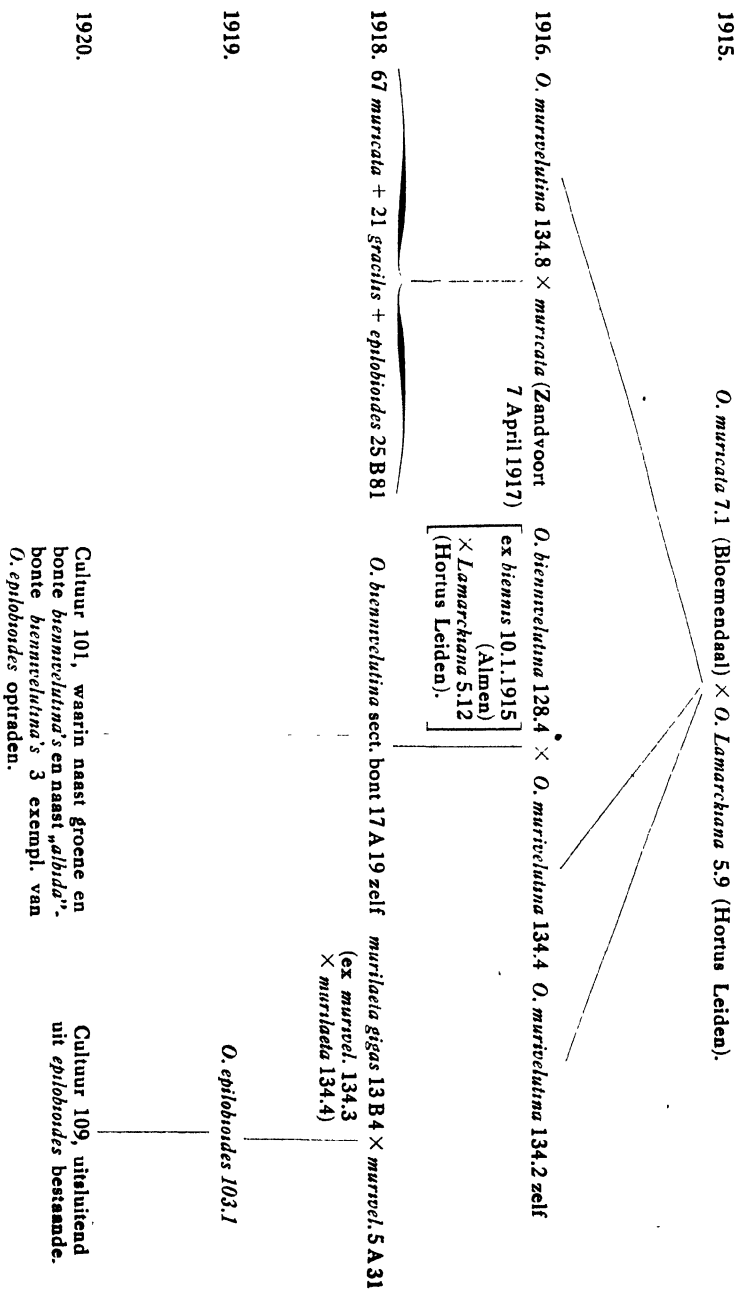 1915.
O. muricata 7.1 (Bloemendaal) × O. Lamarckiana 5.9 (Hortus Leiden).
1916.
O. murivelutina 134.8 × muricata (Zandvoort
7 April 1917)
O. biennivelutina 128.4 × O. murivelutina 134.4
O. murivelutina 134.2 zelf
ex biennis 10.1.1915
(Almen)
× Lamarckiana 5.12
(Hortus Leiden).
1918.
67 muricata + 21 gracilis + epilobioides 25 B 81
O. biennivelutina sect. bont 17 A 19 zelf
murilaeta gigas 13 B 4 × murivel. 5 A 31
(ex murivel. 134.3
× murilaeta 134.4)
1919.
O. epilobioides 103.1
1920.
Cultuur 101, waarin naast groene en
bonte biennivelutina's en naast „albida"-
bonte biennivelutina's 3 exempl. van
O. epilobioides optraden.
Cultuur 109, uitsluitend
uit epilobioides bestaande.